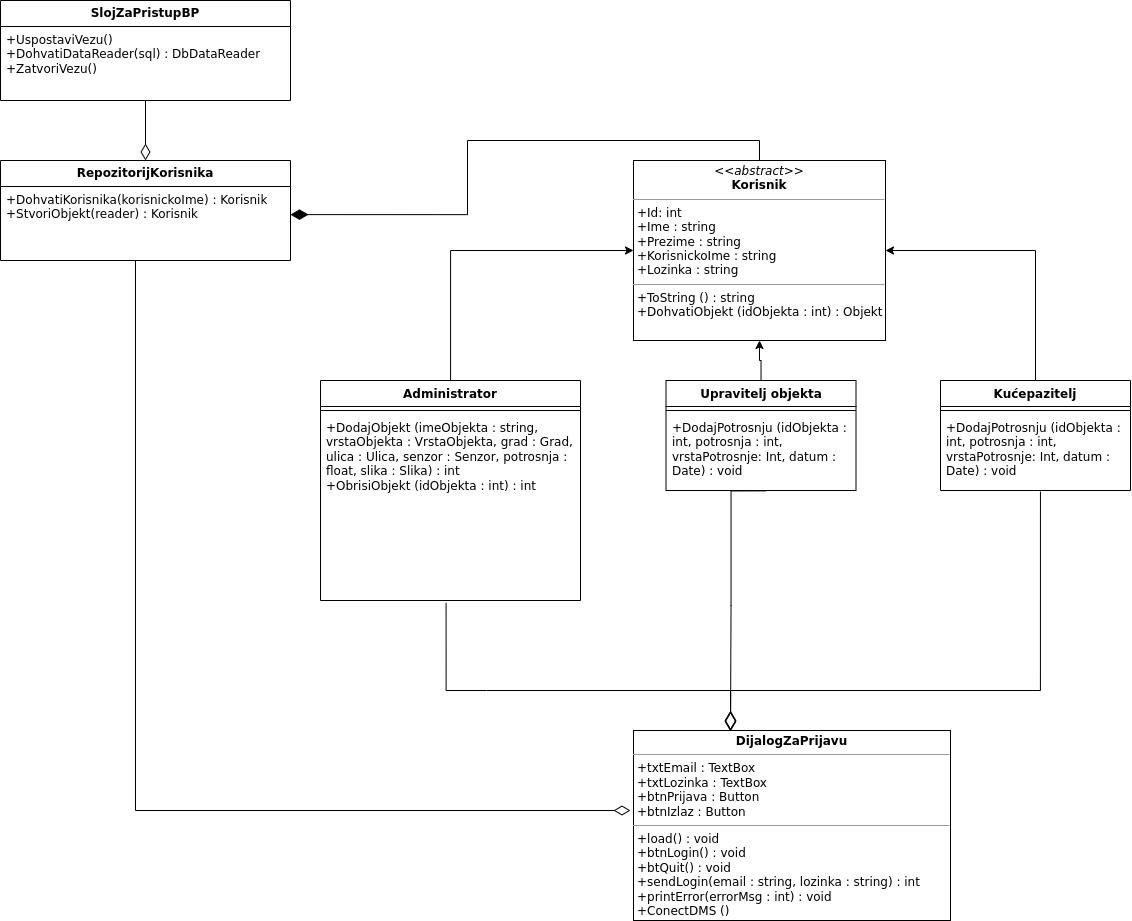 SlojZaPristupBP
+UspostaviVezu()
+DohvatiDataReader(sql) : DbDataReader
+ZatvoriVezu()
RepozitorijKorisnika
+DohvatiKorisnika(korisnickoIme) : Korisnik
+StvoriObjekt(reader) : Korisnik
<<abstract>>
Korisnik
+Id: int
+Ime : string
+Prezime : string
+KorisnickoIme : string
+Lozinka : string
+ToString () : string
+DohvatiObjekt (idObjekta : int) : Objekt
Administrator
+DodajObjekt (imeObjekta : string,
vrstaObjekta : VrstaObjekta, grad : Grad,
ulica : Ulica, senzor : Senzor, potrosnja :
float, slika : Slika) : int
+ObrisiObjekt (idObjekta : int) : int
Upravitelj objekta
+DodajPotrosnju (idObjekta :
int, potrosnja : int,
vrstaPotrosnje: Int, datum :
Date) : void
Kućepazitelj
+DodajPotrosnju (idObjekta :
int, potrosnja : int,
vrstaPotrosnje: Int, datum :
Date) : void
DijalogZaPrijavu
+txtEmail : TextBox
+txtLozinka : TextBox
+btnPrijava : Button
+btnIzlaz : Button
+load() : void
+btnLogin() : void
+btQuit() : void
+sendLogin(email : string, lozinka : string) : int
+printError(errorMsg : int) : void
+ConectDMS ()